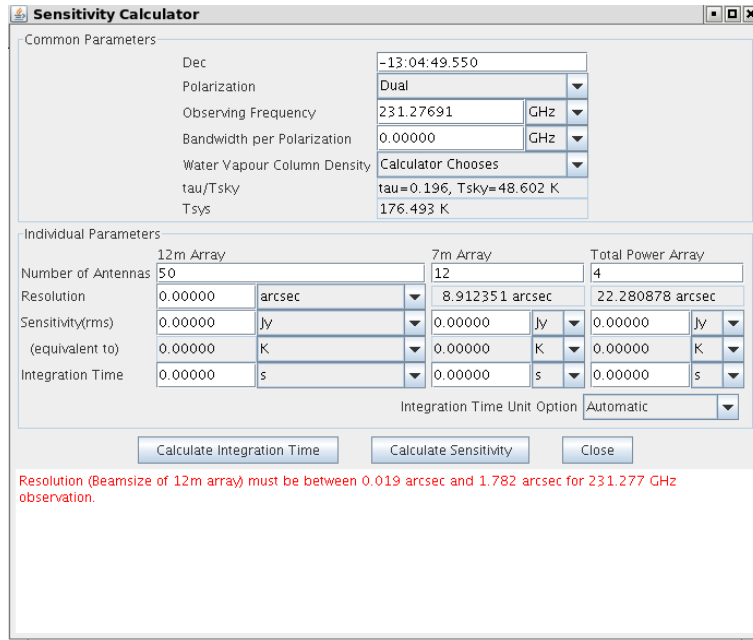 Sensitivity Calculator
Common Parameters
Dec -13:04:49.550
Polarization Dual
Observing Frequency 231.27691 GHz
Bandwidth per Polarization 0.00000 GHz
Water Vapour Column Density Calculator Chooses
tau/Tsky tau=0.196, Tsky=48.602 K
Tsys 176.493 K
Individual Parameters
12m Array 7m Array Total Power Array
Number of Antennas 50 12 4
Resolution 0.00000 arcsec 8.912351 arcsec 22.280878 arcsec
Sensitivity(rms) 0.00000 Jy 0.00000 Jy 0.00000 Jy
(equivalent to) 0.00000 K 0.00000 K 0.00000 K
Integration Time 0.00000 s 0.00000 s 0.00000 s
Integration Time Unit Option Automatic
Calculate Integration Time Calculate Sensitivity Close
Resolution (Beamsize of 12m array) must be between 0.019 arcsec and 1.782 arcsec for 231.277 GHz
observation.